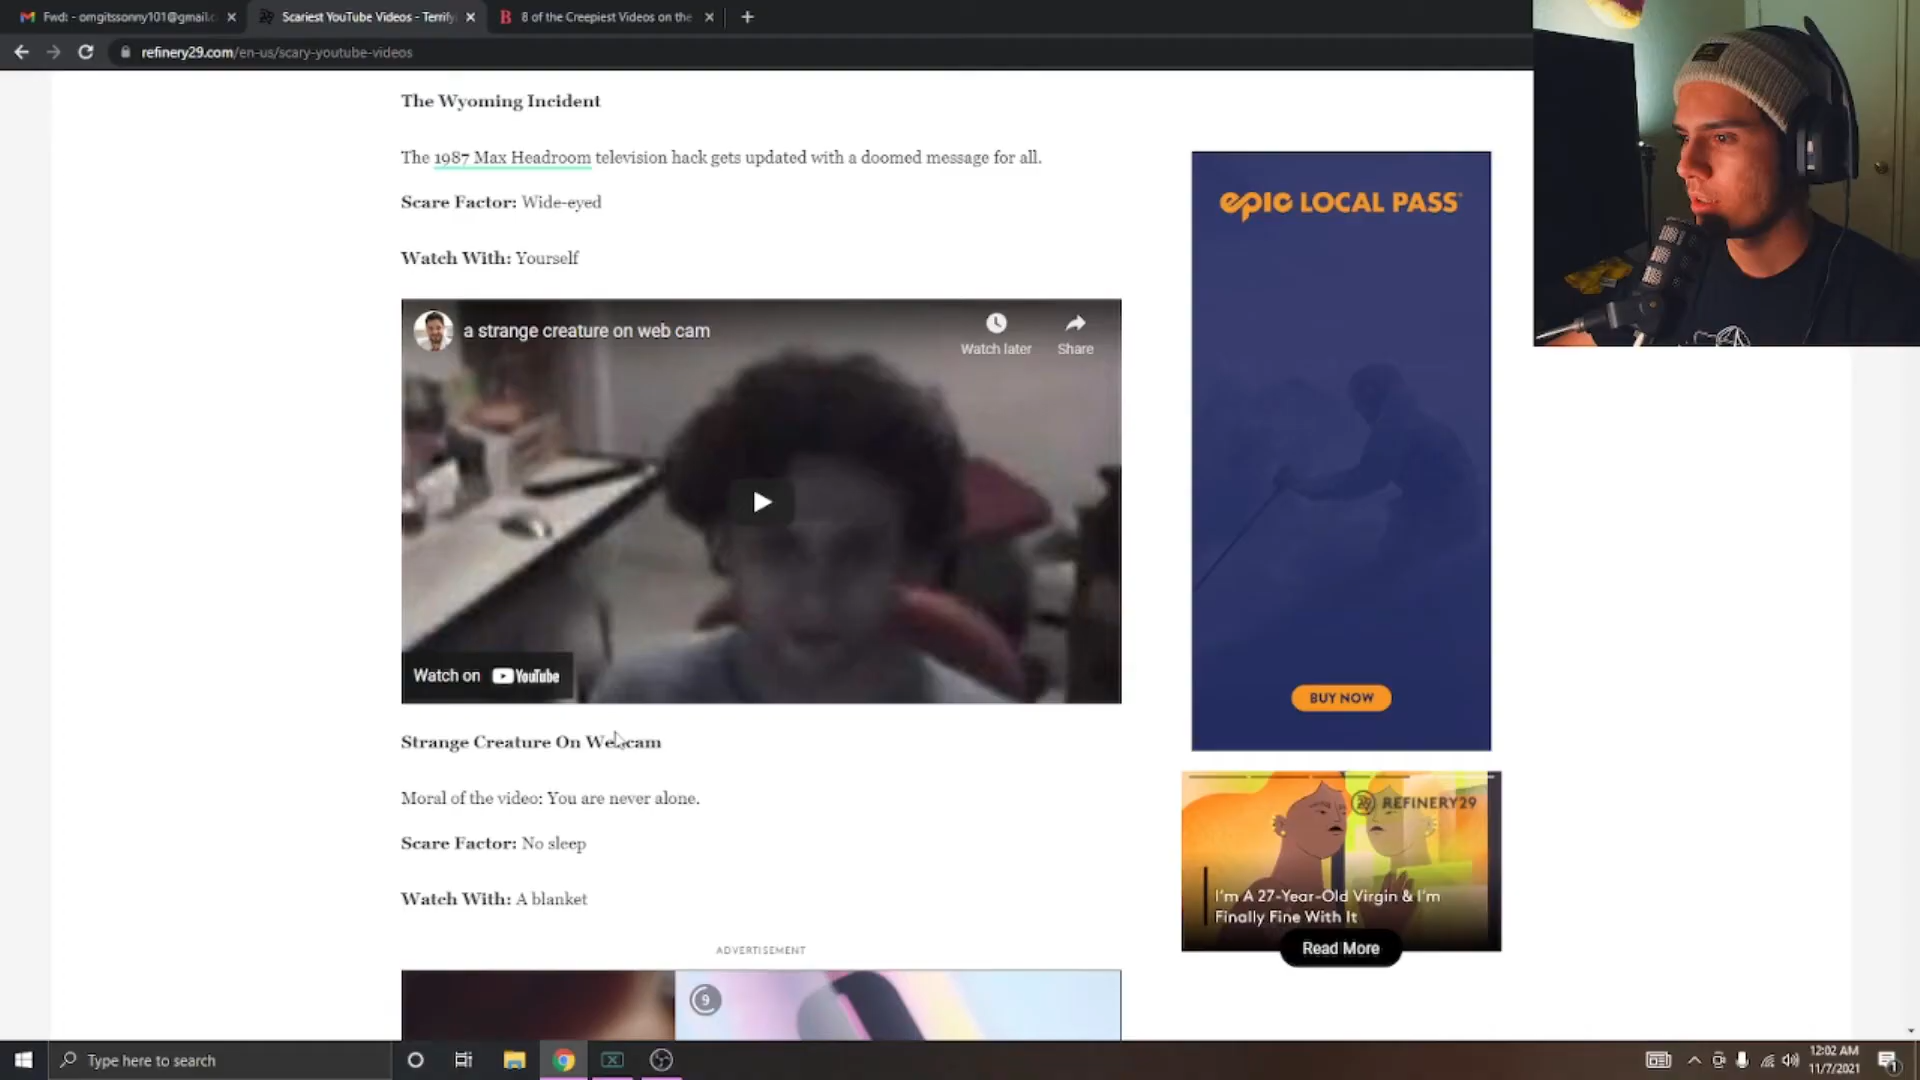 Fwd: - omgitssonny101@gmail.c
Scariest YouTube Videos - Terrify
8 of the Creepiest Videos on the
refinery29.com/en-us/scary-youtube-videos
The Wyoming Incident
The 1987 Max Headroom television hack gets updated with a doomed message for all.
Scare Factor: Wide-eyed
Watch With: Yourself
a strange creature on web cam
Watch later
Share
Watch on YouTube
Strange Creature On Webcam
Moral of the video: You are never alone.
Scare Factor: No sleep
Watch With: A blanket
ADVERTISEMENT
9
epic LOCAL PASS
BUY NOW
29 REFINERY29
I'm A 27-Year-Old Virgin & I'm
Finally Fine With It
Read More
Type here to search
12:02 AM
11/7/2021
1